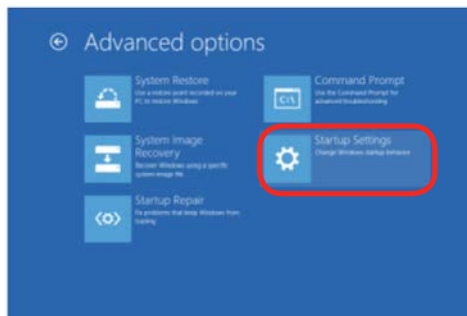 Advanced options
System Restore
Use a restore point recorded on your
PC to restore Windows
System Image
Recovery
Recover Windows using a specific
system image file
Startup Repair
Fix problems that keep Windows from
loading
Command Prompt
Use the Command Prompt for
advanced troubleshooting
C:\
Startup Settings
Change Windows startup behavior